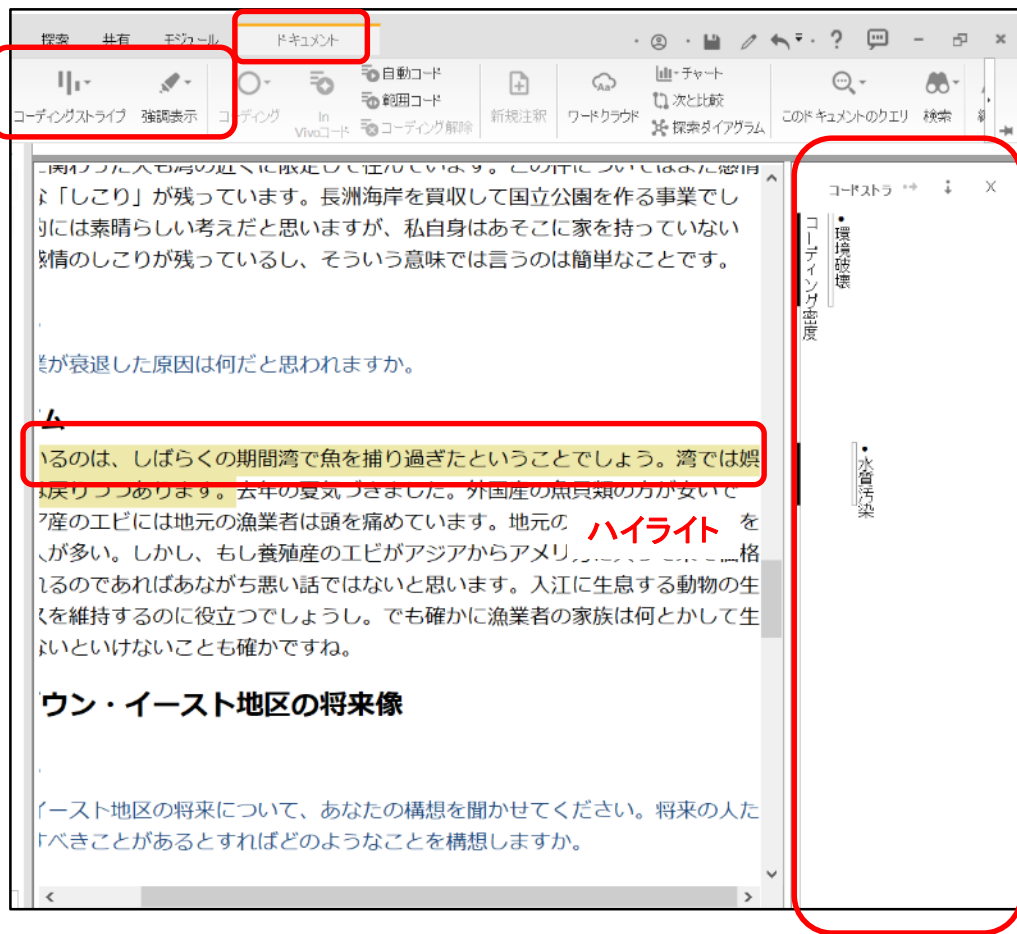 探索 共有 モジュール ドキュメント
コーディングストライプ 強調表示 コーディング In Vivoコード
自動コード
範囲コード
コーディング解除
新規注釈 ワードクラウド
チャート
次と比較
探索ダイアグラム
このドキュメントのクエリ 検索
な「しこり」が残っています。長洲海岸を買収して国立公園を作る事業でし
的には素晴らしい考えだと思いますが、私自身はあそこに家を持っていない
感情のしこりが残っているし、そういう意味では言うのは簡単なことです。
業が衰退した原因は何だと思われますか。
ム
いるのは、しばらくの期間湾で魚を捕り過ぎたということでしょう。湾では娯
は戻りつつあります。去年の夏気づきました。外国産の魚貝類の方が安いで
ア産のエビには地元の漁業者は頭を痛めています。地元の を
ハイライト
人が多い。しかし、もし養殖産のエビがアジアからアメリカに入って来て価格
れるのであればあながち悪い話ではないと思います。入江に生息する動物の生
スを維持するのに役立つでしょうし。でも確かに漁業者の家族は何とかして生
ないといけないことも確かですね。
ウン・イースト地区の将来像
イースト地区の将来について、あなたの構想を聞かせてください。将来の人た
すべきことがあるとすればどのようなことを構想しますか。
コードストラ
コーディング密度
環境破壊
水質汚染